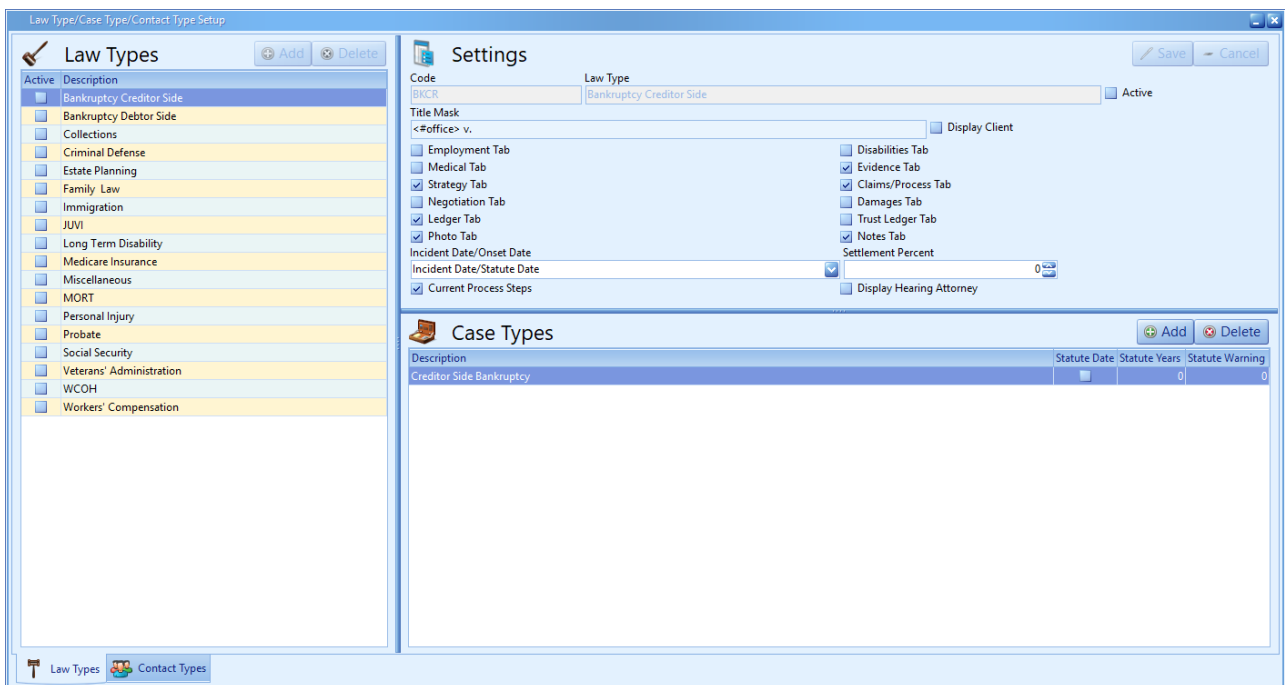 Law Type/Case Type/Contact Type Setup
Law Types
Add
Delete
Active Description
Bankruptcy Creditor Side
Bankruptcy Debtor Side
Collections
Criminal Defense
Estate Planning
Family Law
Immigration
JUVI
Long Term Disability
Medicare Insurance
Miscellaneous
MORT
Personal Injury
Probate
Social Security
Veterans' Administration
WCOH
Workers' Compensation
Settings
Save
Cancel
Code Law Type
BKCR Bankruptcy Creditor Side Active
Title Mask
<#office> v. Display Client
Employment Tab Disabilities Tab
Medical Tab Evidence Tab
Strategy Tab Claims/Process Tab
Negotiation Tab Damages Tab
Ledger Tab Trust Ledger Tab
Photo Tab Notes Tab
Incident Date/Onset Date Settlement Percent
Incident Date/Statute Date 0
Current Process Steps Display Hearing Attorney
Case Types
Add
Delete
Description Statute Date Statute Years Statute Warning
Creditor Side Bankruptcy 0 0
Law Types Contact Types